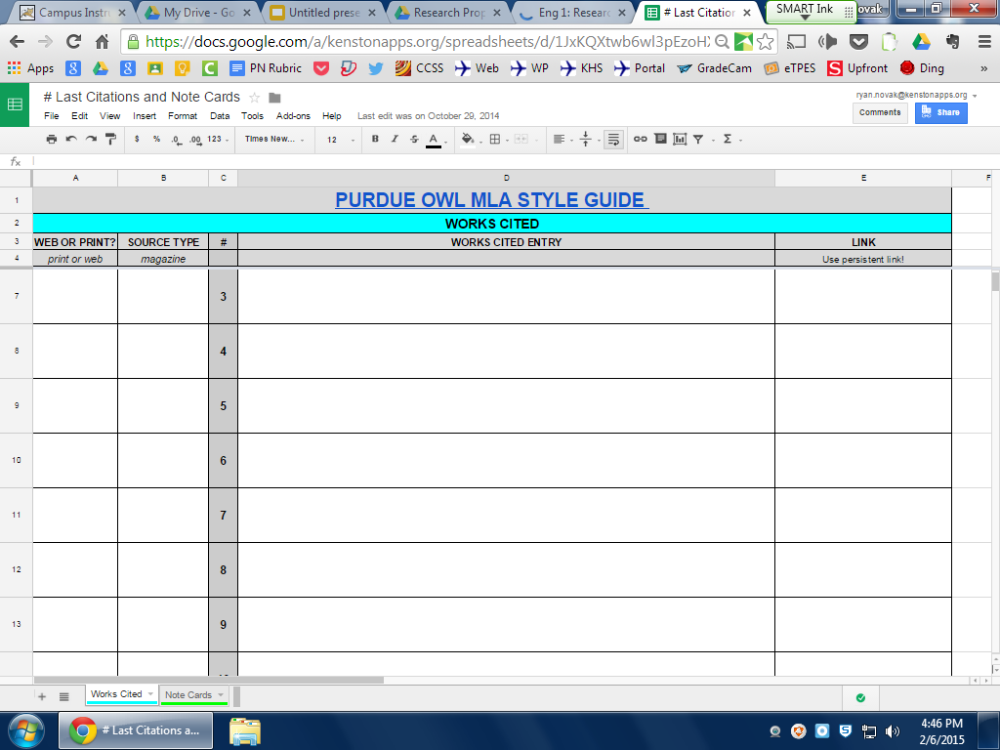 Campus Instru
My Drive - Go
Untitled prese
Research Prop
Eng 1: Researc
# Last Citation
SMART Ink
ovak
https://docs.google.com/a/kenstonapps.org/spreadsheets/d/1JxKQXtwb6wl3pEzoH
Apps
PN Rubric
CCSS
Web
WP
KHS
Portal
GradeCam
eTPES
Upfront
Ding
»
# Last Citations and Note Cards
ryan.novak@kenstonapps.org
File Edit View Insert Format Data Tools Add-ons Help Last edit was on October 29, 2014
Comments
Share
$ % .0 .00 123 Times New... 12 B I S A Σ
fx
A B C D E F
1 PURDUE OWL MLA STYLE GUIDE
2 WORKS CITED
3 WEB OR PRINT? SOURCE TYPE # WORKS CITED ENTRY LINK
4 print or web magazine Use persistent link!
7 3
8 4
9 5
10 6
11 7
12 8
13 9
+ Works Cited Note Cards
# Last Citations a...
4:46 PM
2/6/2015